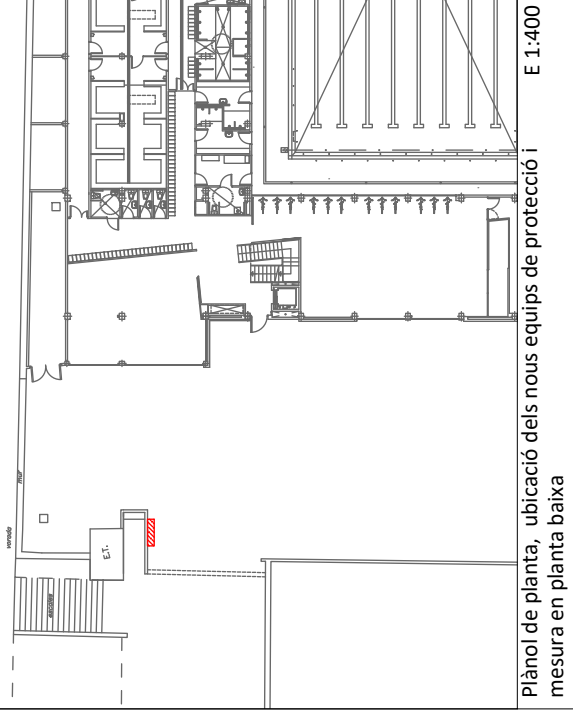 vorada
mur
E.T.
escales
Plànol de planta, ubicació dels nous equips de protecció i
mesura en planta baixa
E 1:400